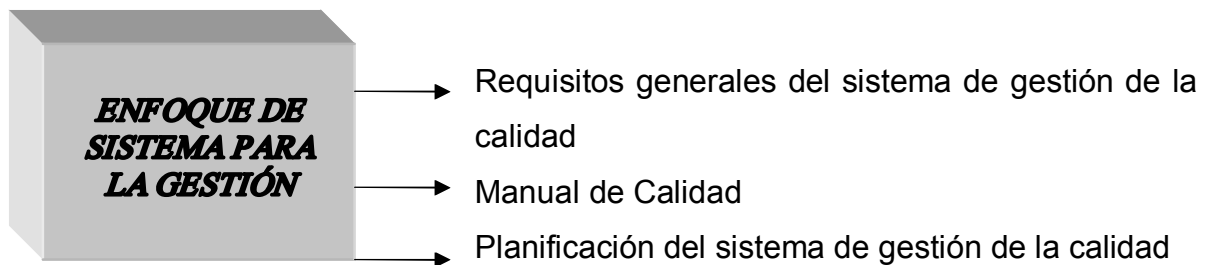 ENFOQUE DE
SISTEMA PARA
LA GESTIÓN
Requisitos generales del sistema de gestión de la
calidad
Manual de Calidad
Planificación del sistema de gestión de la calidad